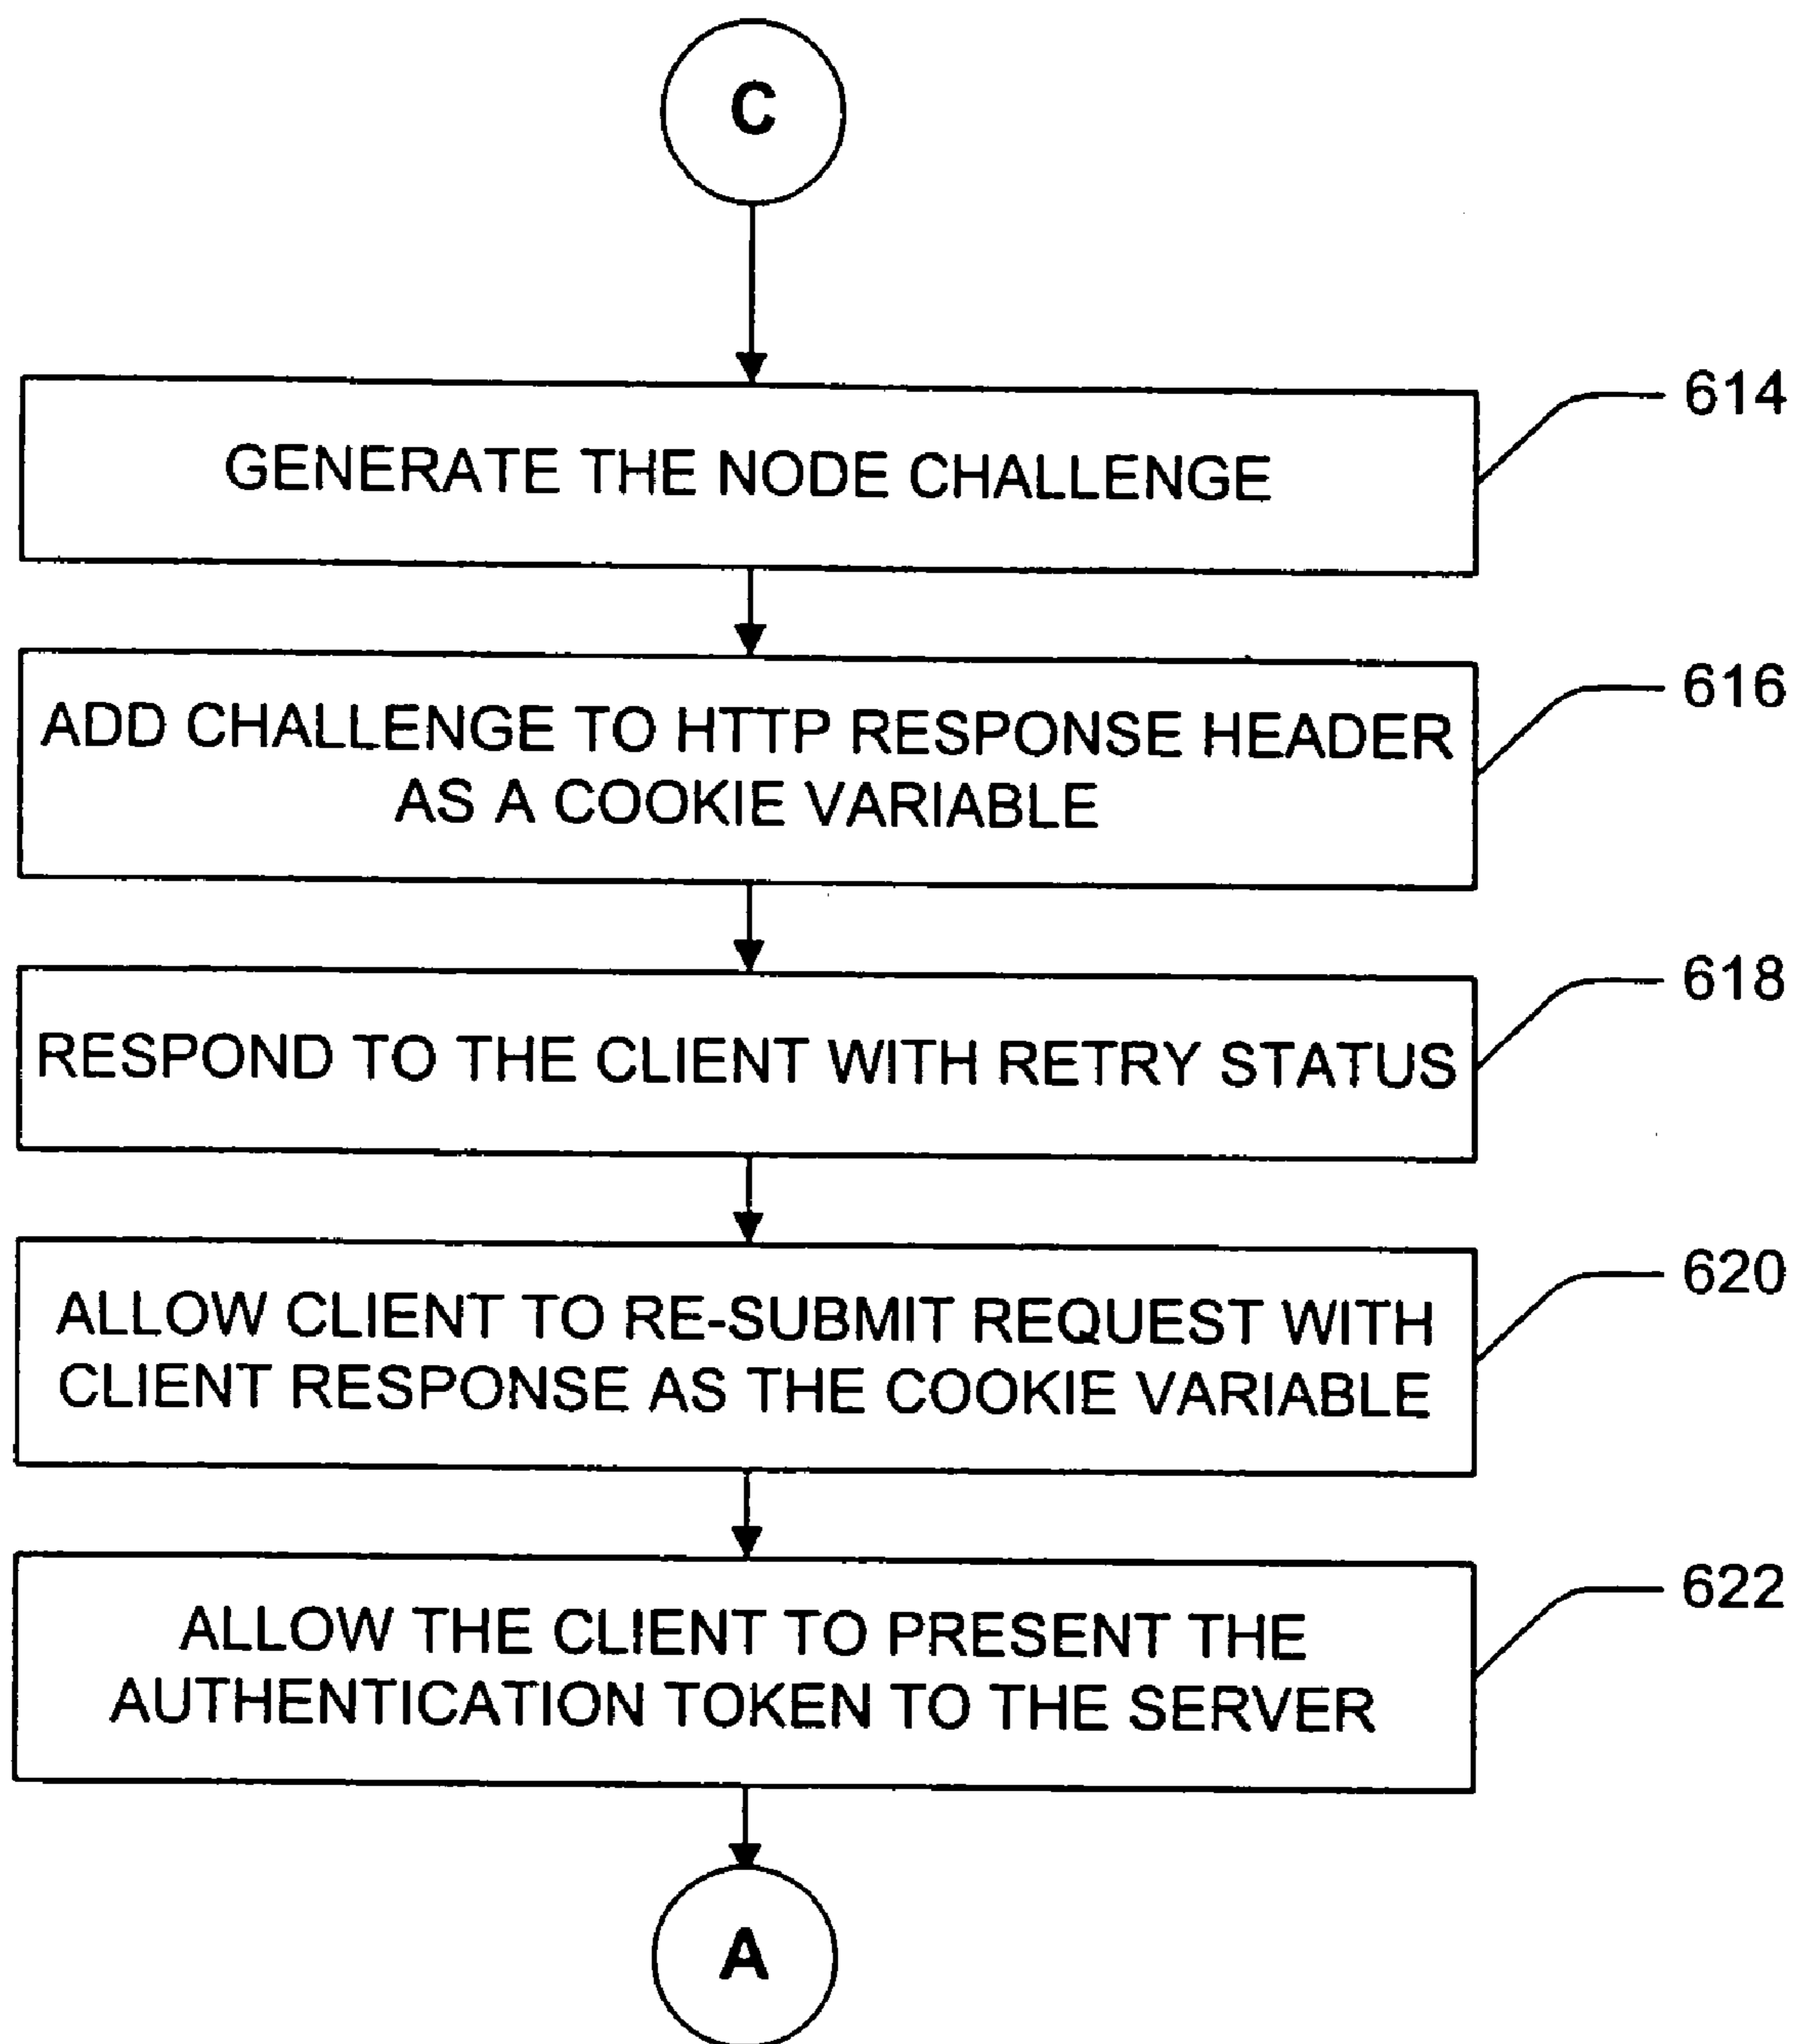 C
614
GENERATE THE NODE CHALLENGE
616
ADD CHALLENGE TO HTTP RESPONSE HEADER
AS A COOKIE VARIABLE
618
RESPOND TO THE CLIENT WITH RETRY STATUS
620
ALLOW CLIENT TO RE-SUBMIT REQUEST WITH
CLIENT RESPONSE AS THE COOKIE VARIABLE
622
ALLOW THE CLIENT TO PRESENT THE
AUTHENTICATION TOKEN TO THE SERVER
A